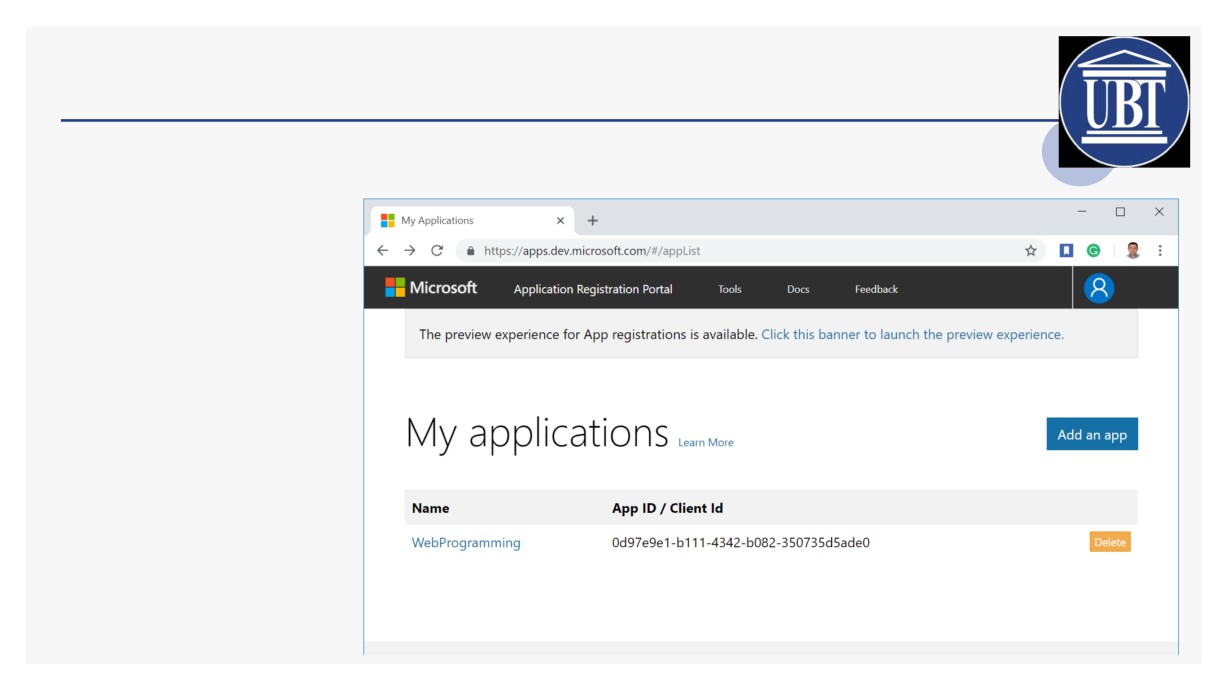 UBT
My Applications
https://apps.dev.microsoft.com/#/appList
Microsoft Application Registration Portal Tools Docs Feedback
The preview experience for App registrations is available. Click this banner to launch the preview experience.
My applications Learn More Add an app
Name App ID / Client Id
WebProgramming 0d97e9e1-b111-4342-b082-350735d5ade0 Delete